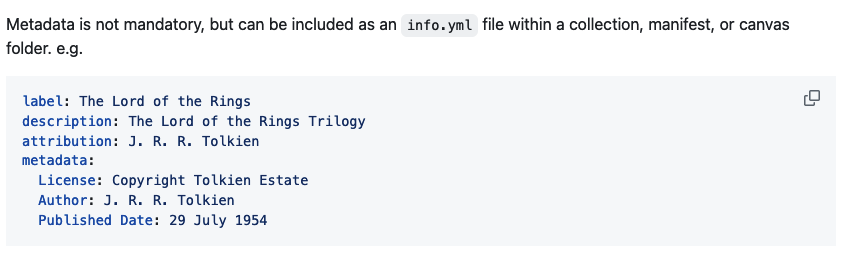 Metadata is not mandatory, but can be included as an info.yml file within a collection, manifest, or canvas
folder. e.g.
label: The Lord of the Rings
description: The Lord of the Rings Trilogy
attribution: J. R. R. Tolkien
metadata:
  License: Copyright Tolkien Estate
  Author: J. R. R. Tolkien
  Published Date: 29 July 1954